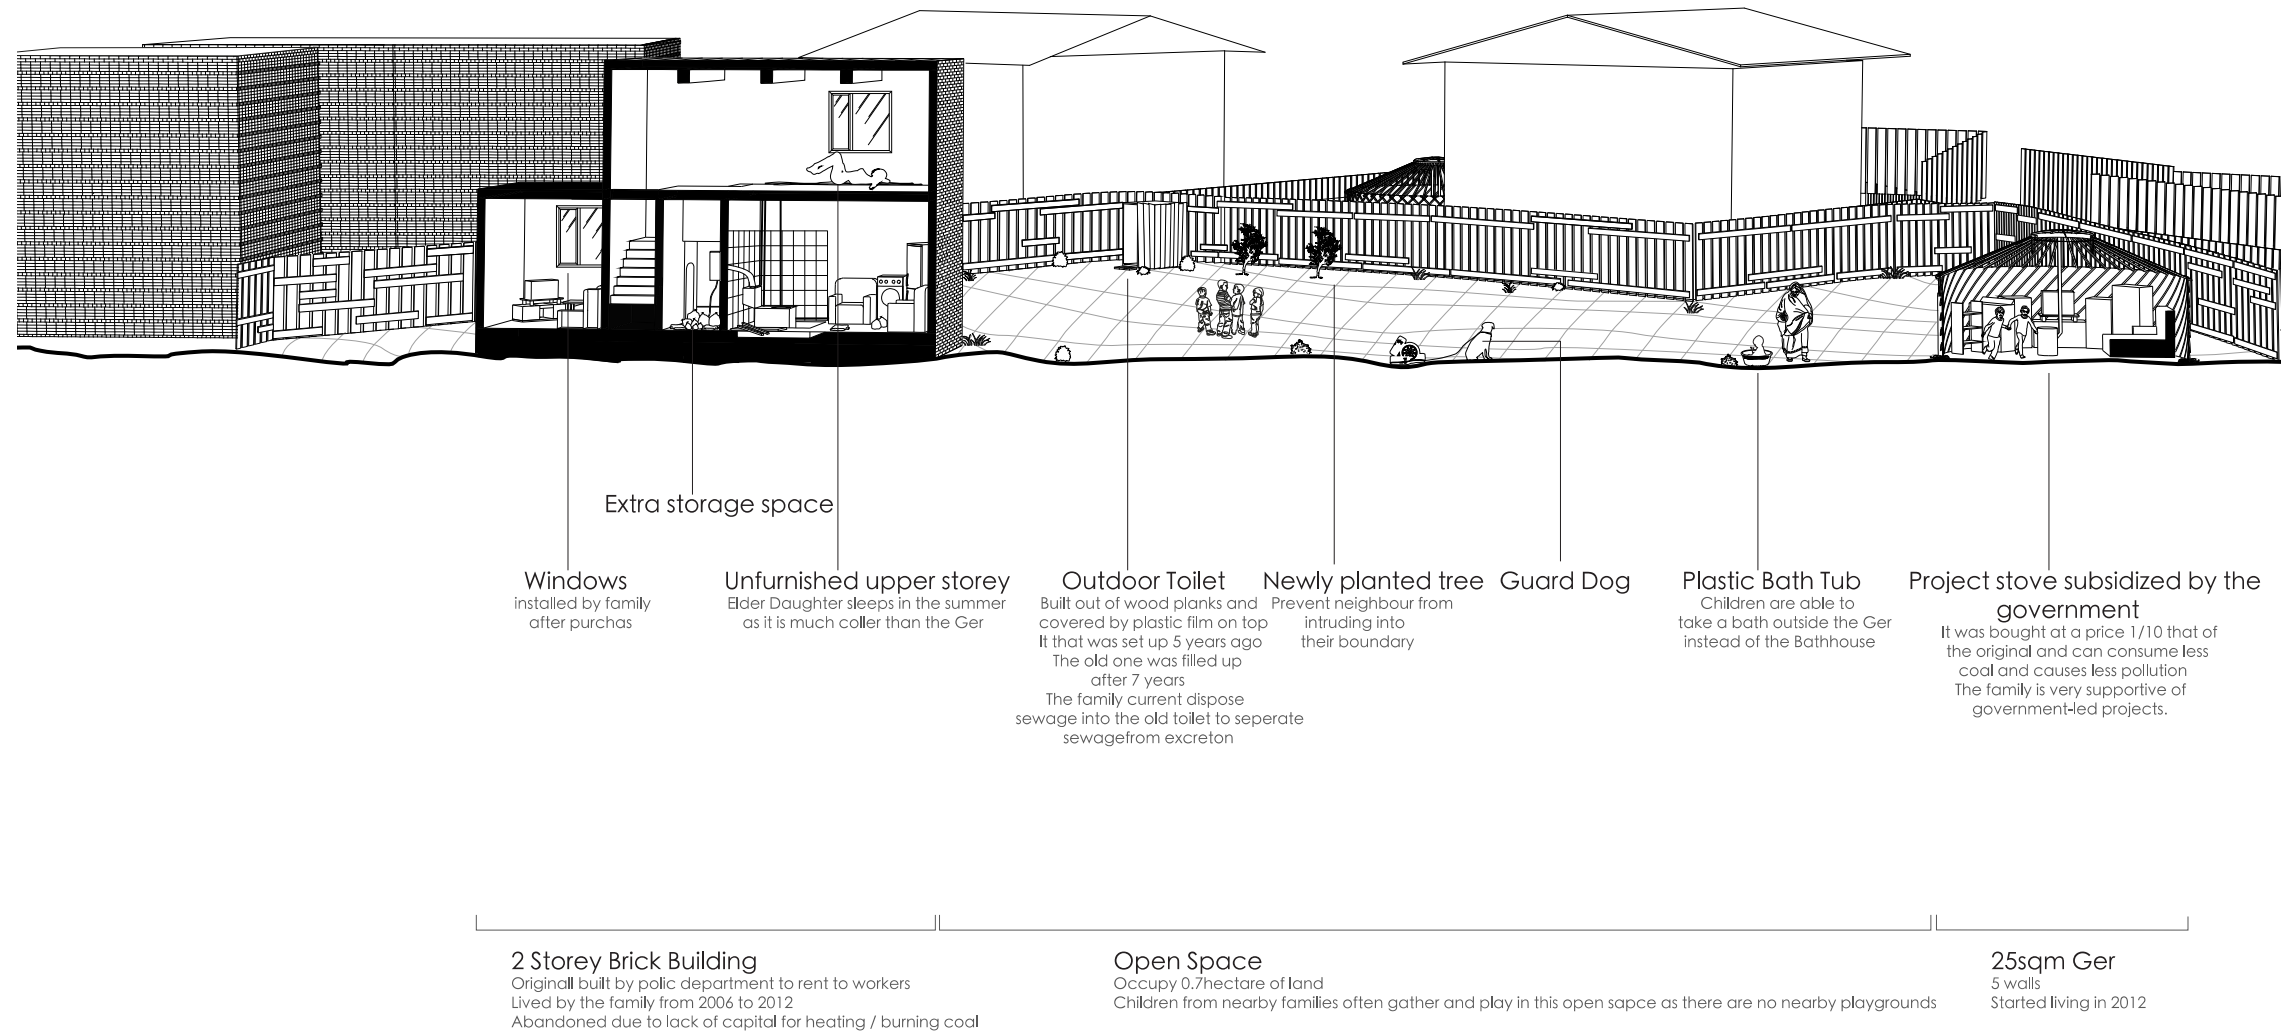 Extra storage space
Windows
installed by family
after purchas
Unfurnished upper storey
Elder Daughter sleeps in the summer
as it is much coller than the Ger
Outdoor Toilet
Built out of wood planks and
covered by plastic film on top
It that was set up 5 years ago
The old one was filled up
after 7 years
The family current dispose
sewage into the old toilet to seperate
sewagefrom excreton
Newly planted tree
Prevent neighbour from
intruding into
their boundary
Guard Dog
Plastic Bath Tub
Children are able to
take a bath outside the Ger
instead of the Bathhouse
Project stove subsidized by the
government
It was bought at a price 1/10 that of
the original and can consume less
coal and causes less pollution
The family is very supportive of
government-led projects.
2 Storey Brick Building
Originall built by polic department to rent to workers
Lived by the family from 2006 to 2012
Abandoned due to lack of capital for heating / burning coal
Open Space
Occupy 0.7hectare of land
Children from nearby families often gather and play in this open sapce as there are no nearby playgrounds
25sqm Ger
5 walls
Started living in 2012